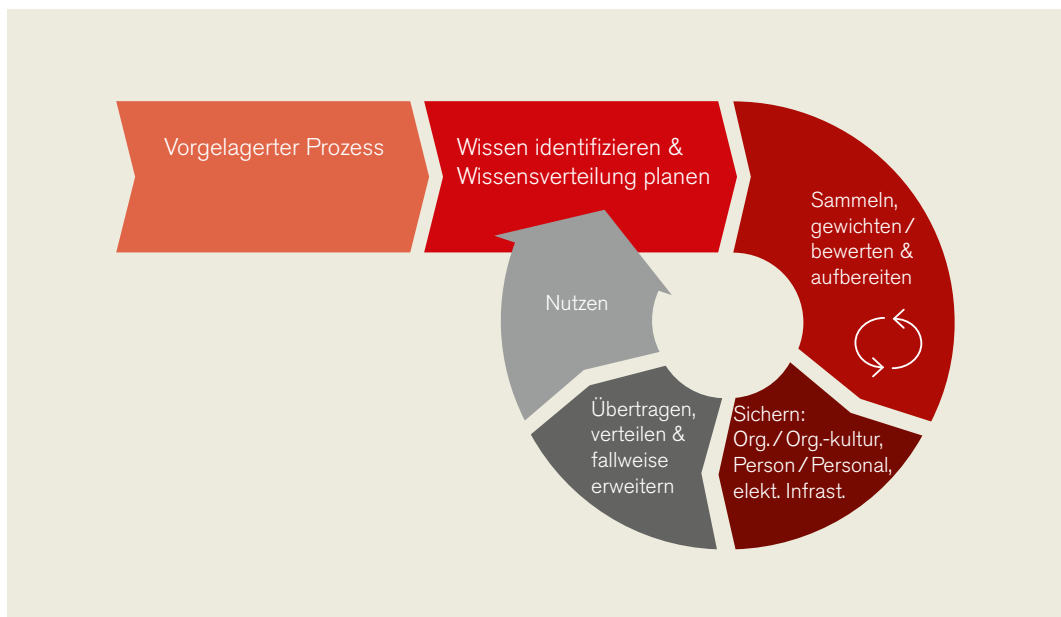 Vorgelagerter Prozess
Wissen identifizieren &
Wissensverteilung planen
Sammeln,
gewichten /
bewerten &
aufbereiten
Sichern:
Org. / Org.-kultur,
Person / Personal,
elekt. Infrast.
Übertragen,
verteilen &
fallweise
erweitern
Nutzen